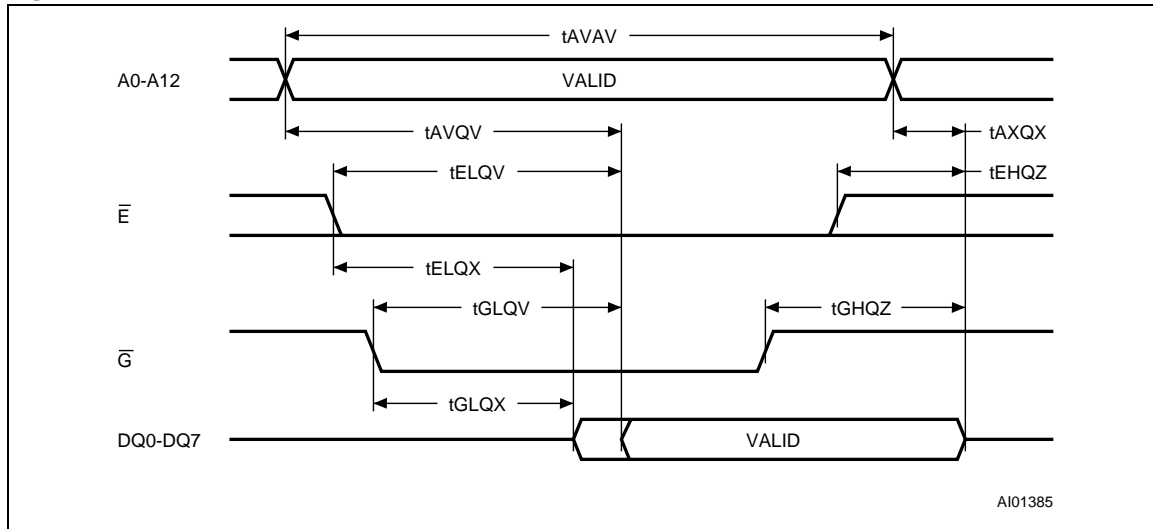 tAVAV
A0-A12 VALID
tAVQV tAXQX
tELQV tEHQZ
E̅
tELQX
tGLQV tGHQZ
G̅
tGLQX
DQ0-DQ7 VALID
AI01385